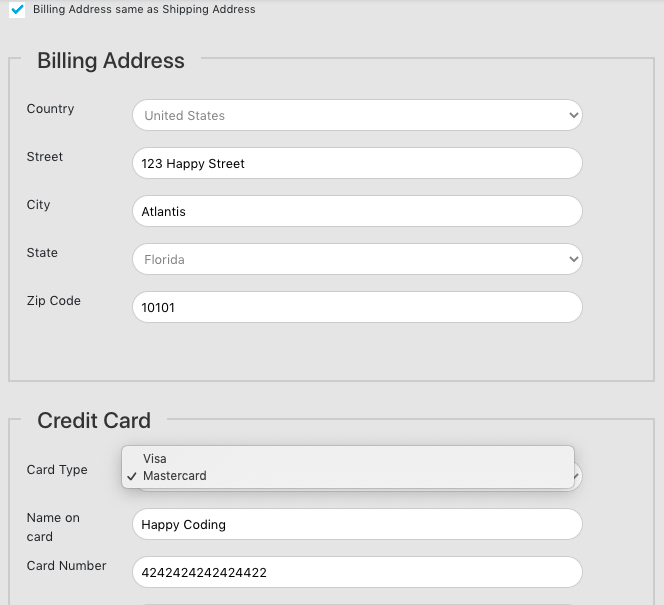 Billing Address same as Shipping Address
Billing Address
Country
United States
Street
123 Happy Street
City
Atlantis
State
Florida
Zip Code
10101
Credit Card
Card Type
Visa
Mastercard
Name on
card
Happy Coding
Card Number
4242424242424422